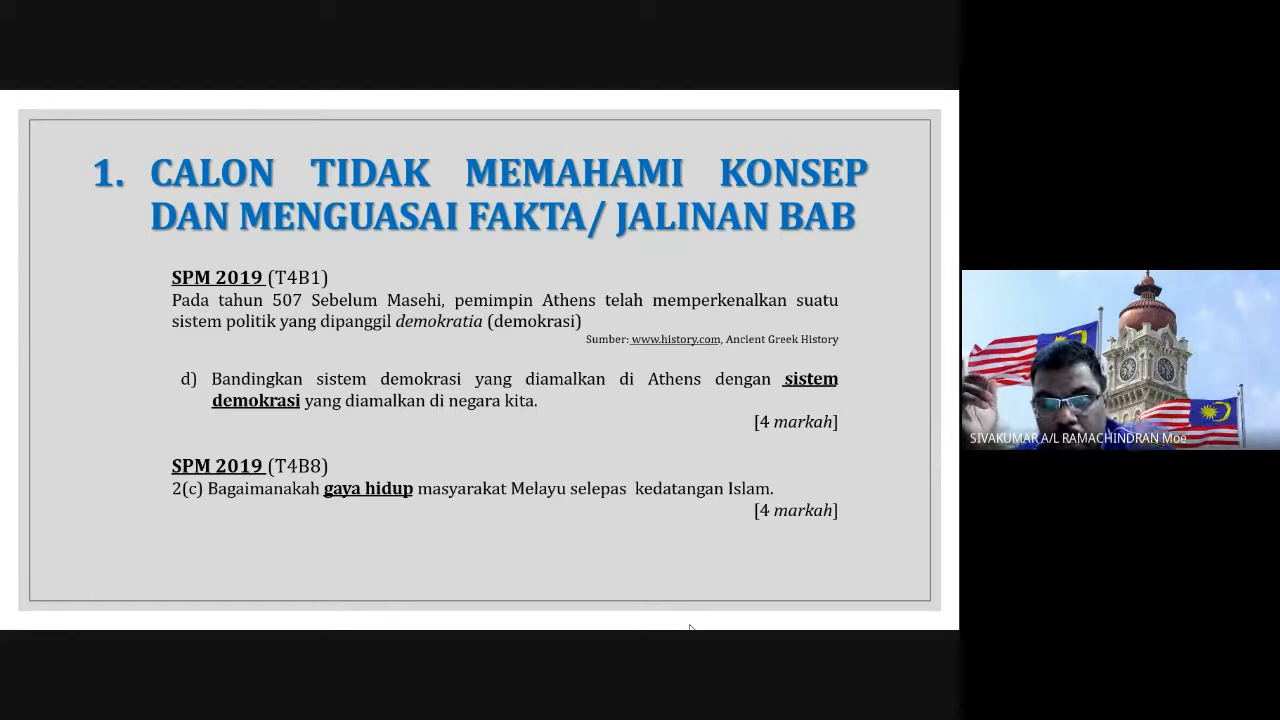 1. CALON TIDAK MEMAHAMI KONSEP
DAN MENGUASAI FAKTA/ JALINAN BAB
SPM 2019 (T4B1)
Pada tahun 507 Sebelum Masehi, pemimpin Athens telah memperkenalkan suatu
sistem politik yang dipanggil demokratia (demokrasi)
Sumber: www.history.com, Ancient Greek History
d) Bandingkan sistem demokrasi yang diamalkan di Athens dengan sistem
demokrasi yang diamalkan di negara kita.
[4 markah]
SPM 2019 (T4B8)
2(c) Bagaimanakah gaya hidup masyarakat Melayu selepas kedatangan Islam.
[4 markah]
SIVAKUMAR A/L RAMACHINDRAN Moe